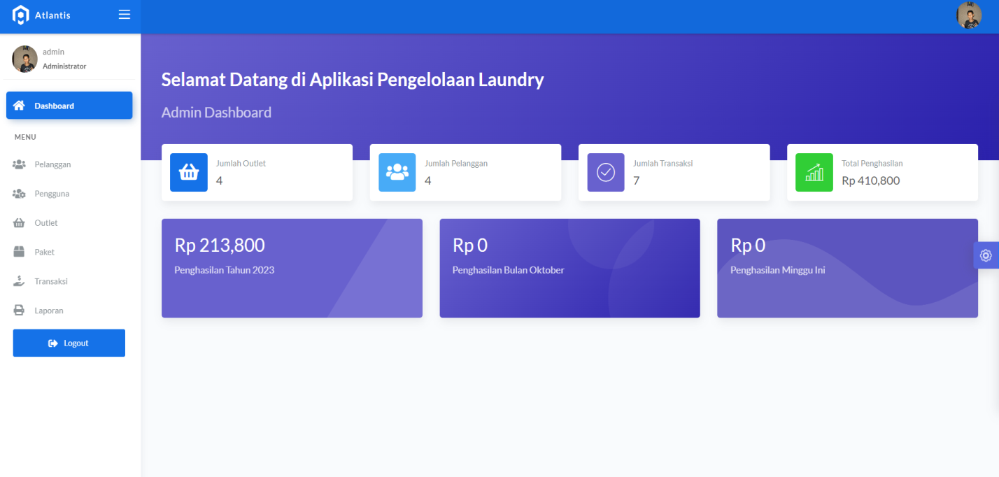 Atlantis
admin
Administrator
Dashboard
MENU
Pelanggan
Pengguna
Outlet
Paket
Transaksi
Laporan
Logout
Selamat Datang di Aplikasi Pengelolaan Laundry
Admin Dashboard
Jumlah Outlet
4
Jumlah Pelanggan
4
Jumlah Transaksi
7
Total Penghasilan
Rp 410,800
Rp 213,800
Penghasilan Tahun 2023
Rp 0
Penghasilan Bulan Oktober
Rp 0
Penghasilan Minggu Ini